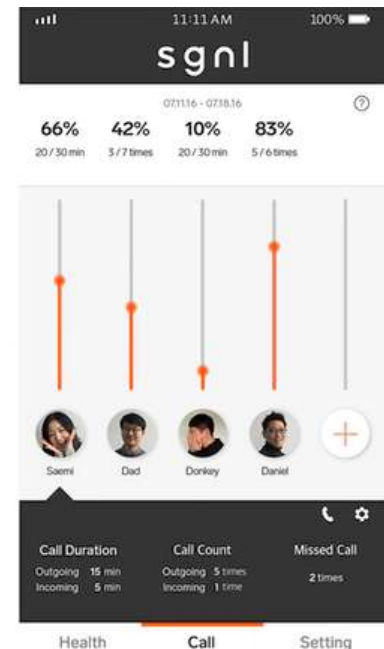 11:11 AM 100%
sgnl
07.11.16 - 07.18.16 ?
66% 42% 10% 83%
20 / 30 min 3 / 7 times 20 / 30 min 5 / 6 times
Saemi Dad Donkey Daniel
Call Duration Call Count Missed Call
Outgoing 15 min Outgoing 5 times 2 times
Incoming 5 min Incoming 1 time
Health Call Setting